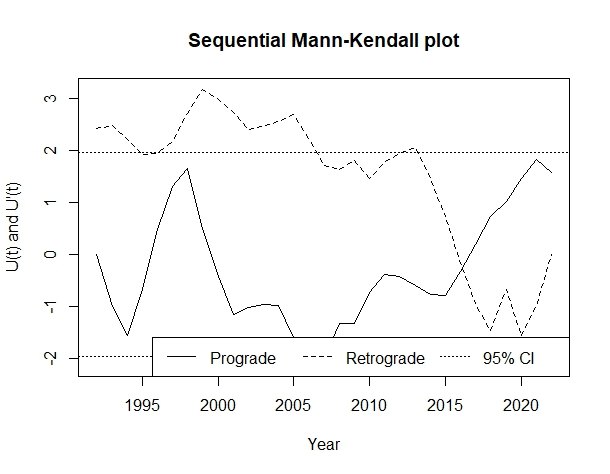 Sequential Mann-Kendall plot
3
2
1
0
-1
-2
U(t) and U'(t)
Prograde Retrograde 95% CI
1995 2000 2005 2010 2015 2020
Year